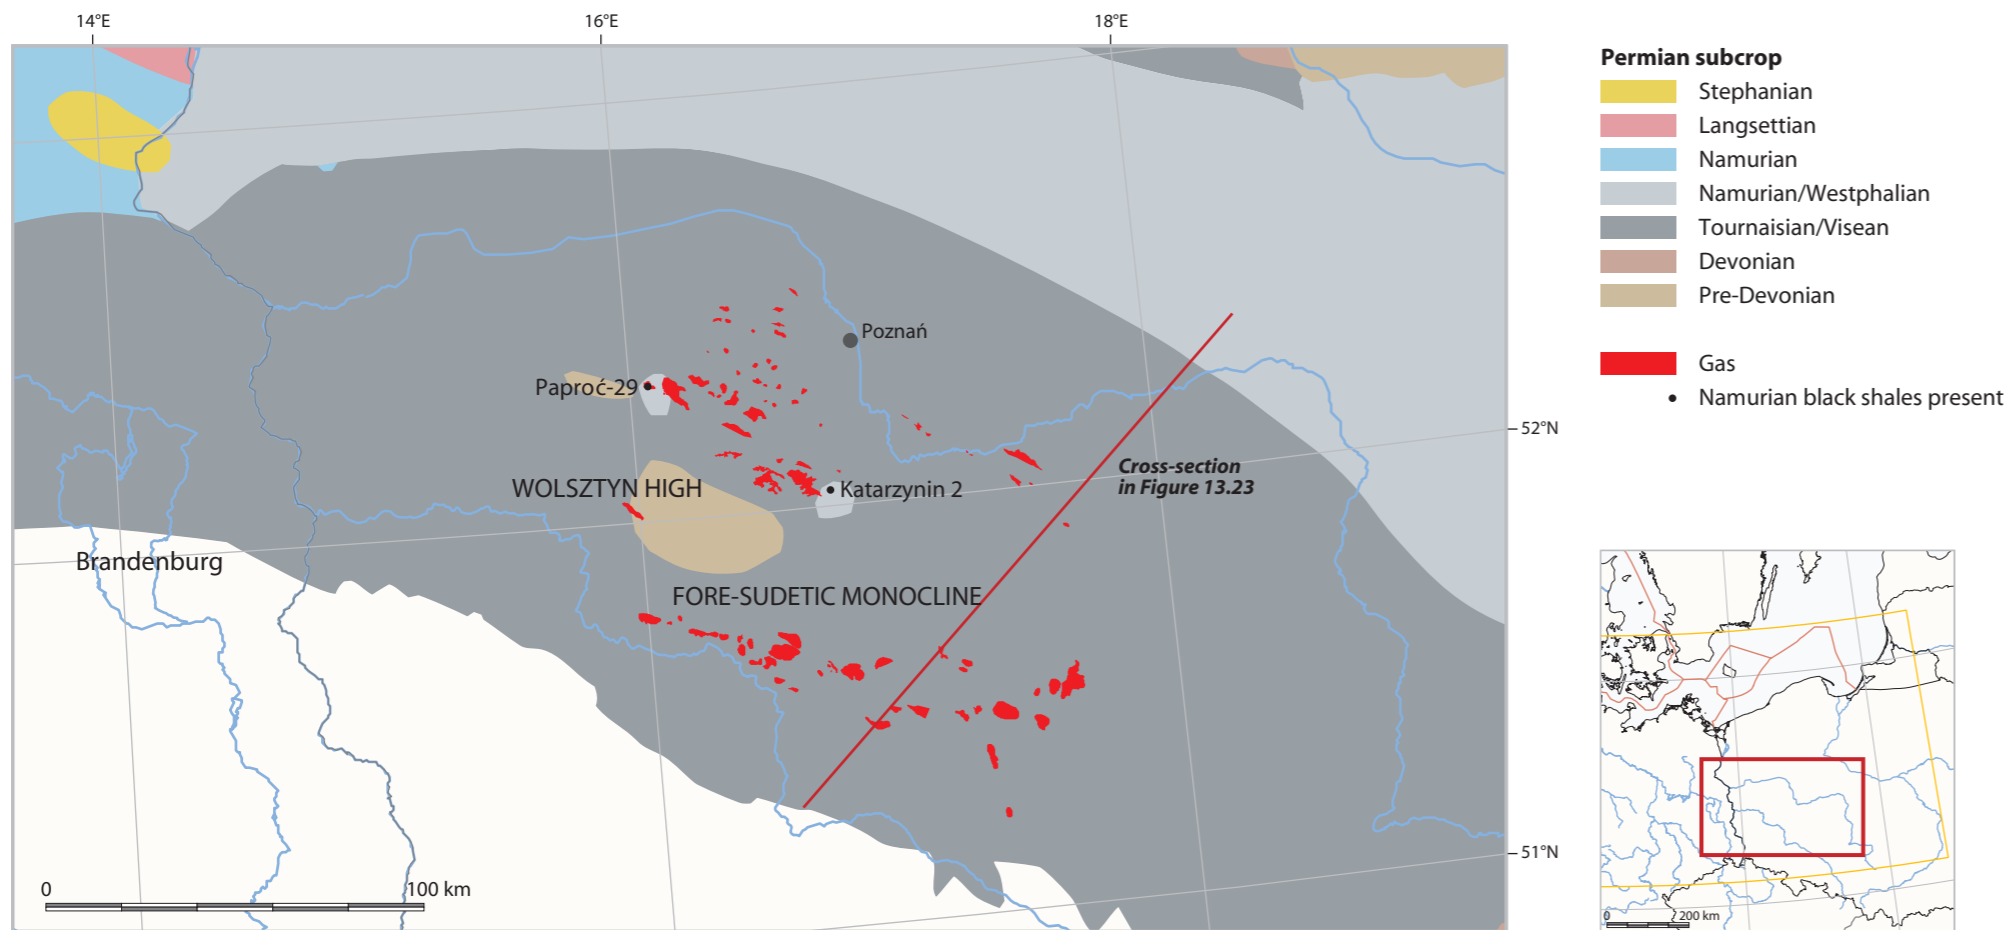 14°E
16°E
18°E
Poznań
Paproć-29
52°N
Cross-section
in Figure 13.23
WOLSZTYN HIGH
Katarzynin 2
Brandenburg
FORE-SUDETIC MONOCLINE
51°N
0
100 km
Permian subcrop
Stephanian
Langsettian
Namurian
Namurian/Westphalian
Tournaisian/Visean
Devonian
Pre-Devonian
Gas
Namurian black shales present
0
200 km